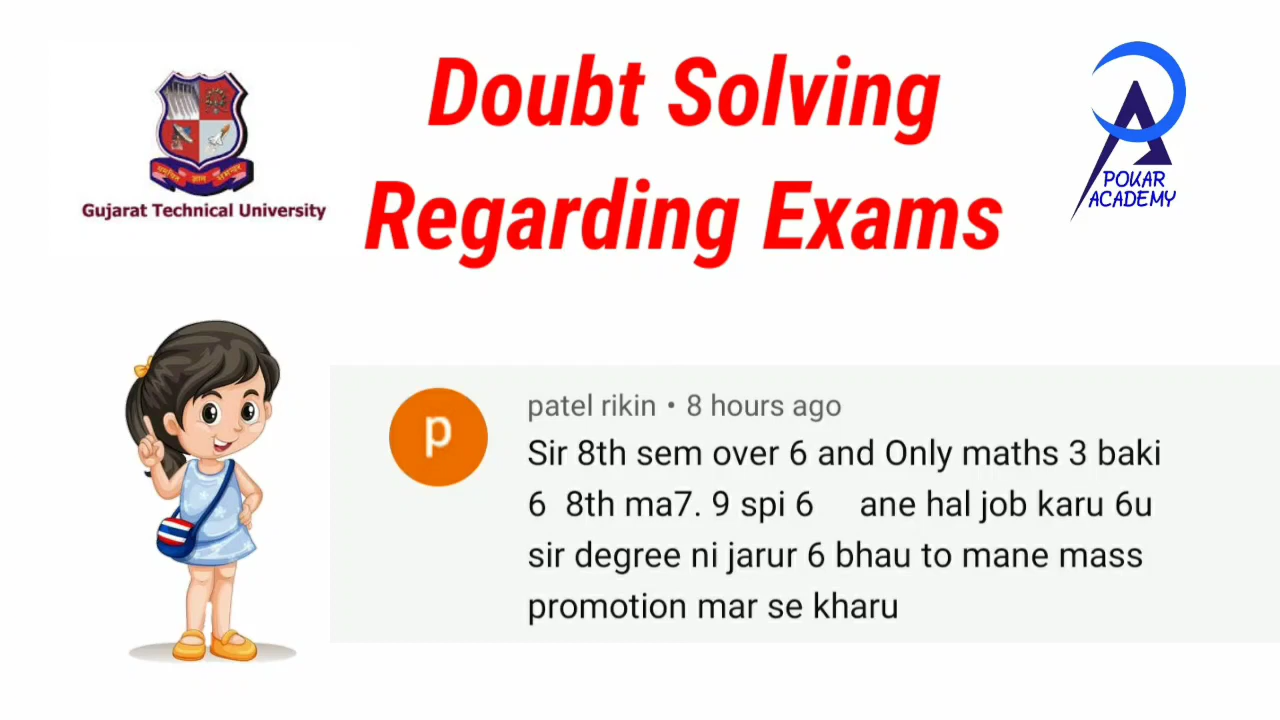 Doubt Solving
Regarding Exams
Gujarat Technical University
POKAR
ACADEMY
p
patel rikin • 8 hours ago
Sir 8th sem over 6 and Only maths 3 baki
6 8th ma7. 9 spi 6 ane hal job karu 6u
sir degree ni jarur 6 bhau to mane mass
promotion mar se kharu